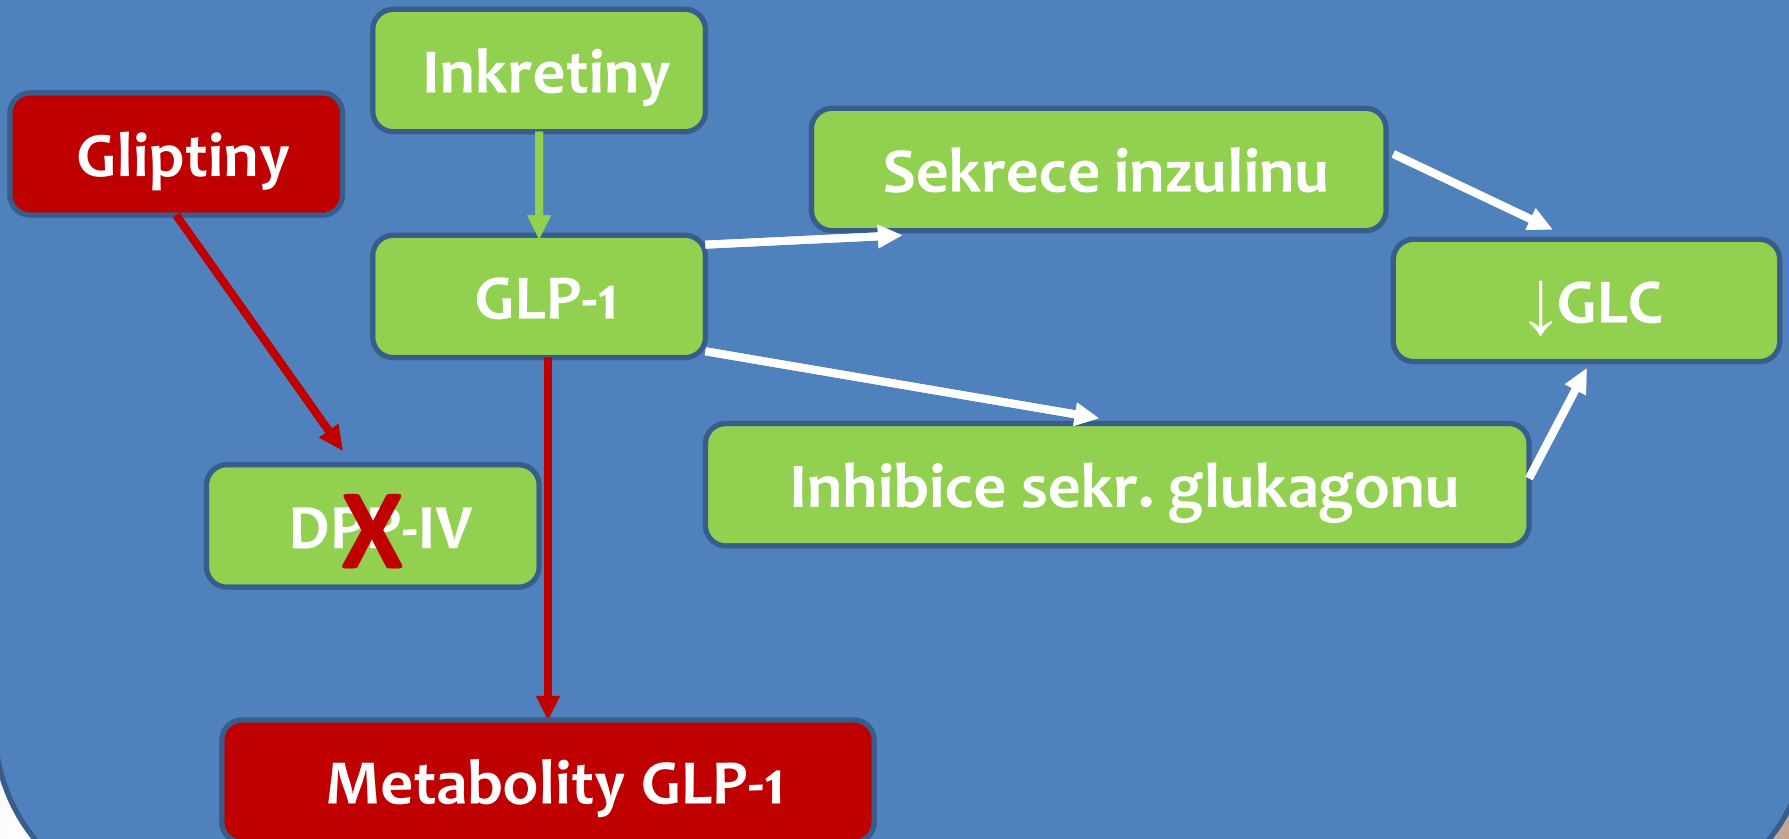 Inkretiny
Gliptiny
Sekrece inzulinu
GLP-1
↓GLC
Inhibice sekr. glukagonu
DPP-IV
X
Metabolity GLP-1